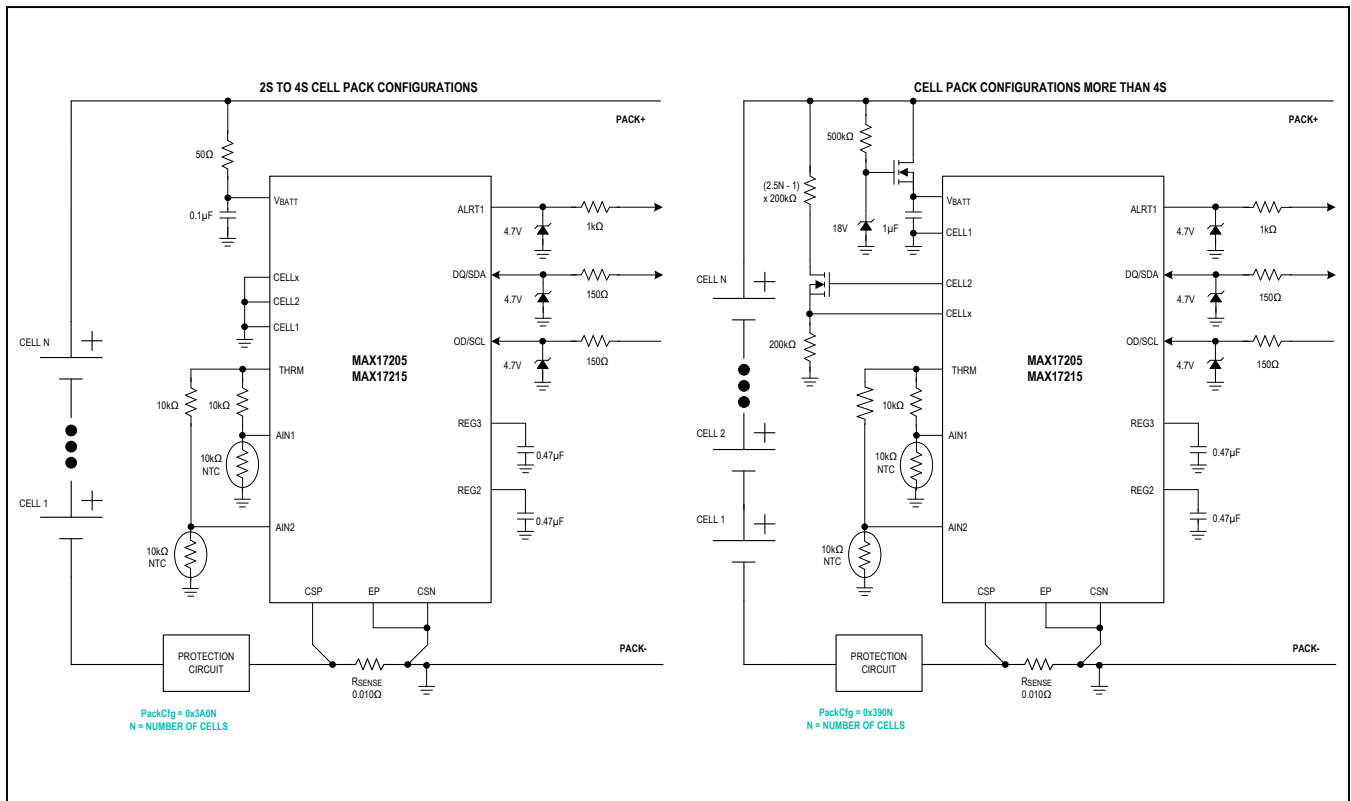 2S TO 4S CELL PACK CONFIGURATIONS
PACK+
50Ω
0.1µF
VBATT
CELLx
CELL2
CELL1
THRM
10kΩ
10kΩ
AIN1
10kΩ
NTC
AIN2
10kΩ
NTC
CELL N
CELL 1
MAX17205
MAX17215
ALRT1
4.7V
1kΩ
DQ/SDA
4.7V
150Ω
OD/SCL
4.7V
150Ω
REG3
0.47µF
REG2
0.47µF
CSP
EP
CSN
PROTECTION
CIRCUIT
RSENSE
0.010Ω
PACK-
PackCfg = 0x3A0N
N = NUMBER OF CELLS
CELL PACK CONFIGURATIONS MORE THAN 4S
PACK+
500kΩ
(2.5N - 1)
x 200kΩ
18V
1µF
VBATT
CELL1
CELL2
CELLx
200kΩ
THRM
10kΩ
AIN1
10kΩ
NTC
AIN2
10kΩ
NTC
CELL N
CELL 2
CELL 1
MAX17205
MAX17215
ALRT1
4.7V
1kΩ
DQ/SDA
4.7V
150Ω
OD/SCL
4.7V
150Ω
REG3
0.47µF
REG2
0.47µF
CSP
EP
CSN
PROTECTION
CIRCUIT
RSENSE
0.010Ω
PACK-
PackCfg = 0x390N
N = NUMBER OF CELLS